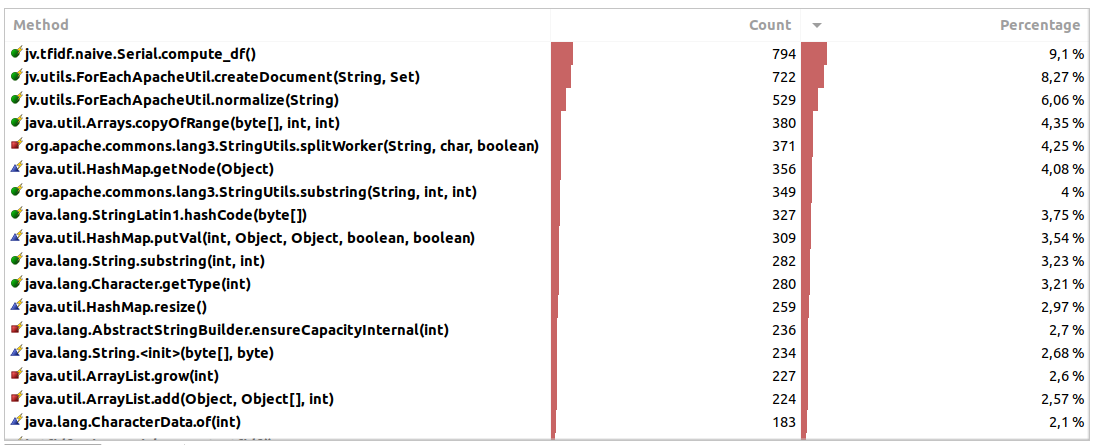 Method Count Percentage
jv.tfidf.naive.Serial.compute_df() 794 9,1 %
jv.utils.ForEachApacheUtil.createDocument(String, Set) 722 8,27 %
jv.utils.ForEachApacheUtil.normalize(String) 529 6,06 %
java.util.Arrays.copyOfRange(byte[], int, int) 380 4,35 %
org.apache.commons.lang3.StringUtils.splitWorker(String, char, boolean) 371 4,25 %
java.util.HashMap.getNode(Object) 356 4,08 %
org.apache.commons.lang3.StringUtils.substring(String, int, int) 349 4 %
java.lang.StringLatin1.hashCode(byte[]) 327 3,75 %
java.util.HashMap.putVal(int, Object, Object, boolean, boolean) 309 3,54 %
java.lang.String.substring(int, int) 282 3,23 %
java.lang.Character.getType(int) 280 3,21 %
java.util.HashMap.resize() 259 2,97 %
java.lang.AbstractStringBuilder.ensureCapacityInternal(int) 236 2,7 %
java.lang.String.<init>(byte[], byte) 234 2,68 %
java.util.ArrayList.grow(int) 227 2,6 %
java.util.ArrayList.add(Object, Object[], int) 224 2,57 %
java.lang.CharacterData.of(int) 183 2,1 %